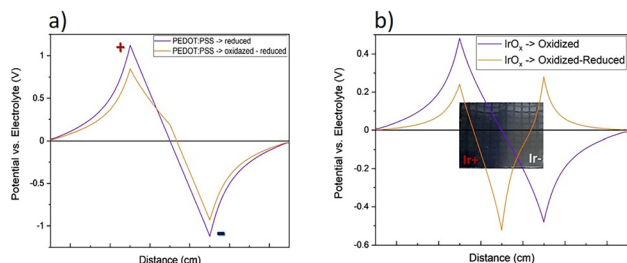 a)
PEDOT:PSS -> reduced
PEDOT:PSS -> oxidazed - reduced
+
1
0.5
0
-0.5
-1
-
Potential vs. Electrolyte (V)
Distance (cm)
b)
IrOx -> Oxidized
IrOx -> Oxidized-Reduced
0.4
0.2
0
-0.2
-0.4
-0.6
Ir+
Ir-
Potential vs. Electrolyte (V)
Distance (cm)